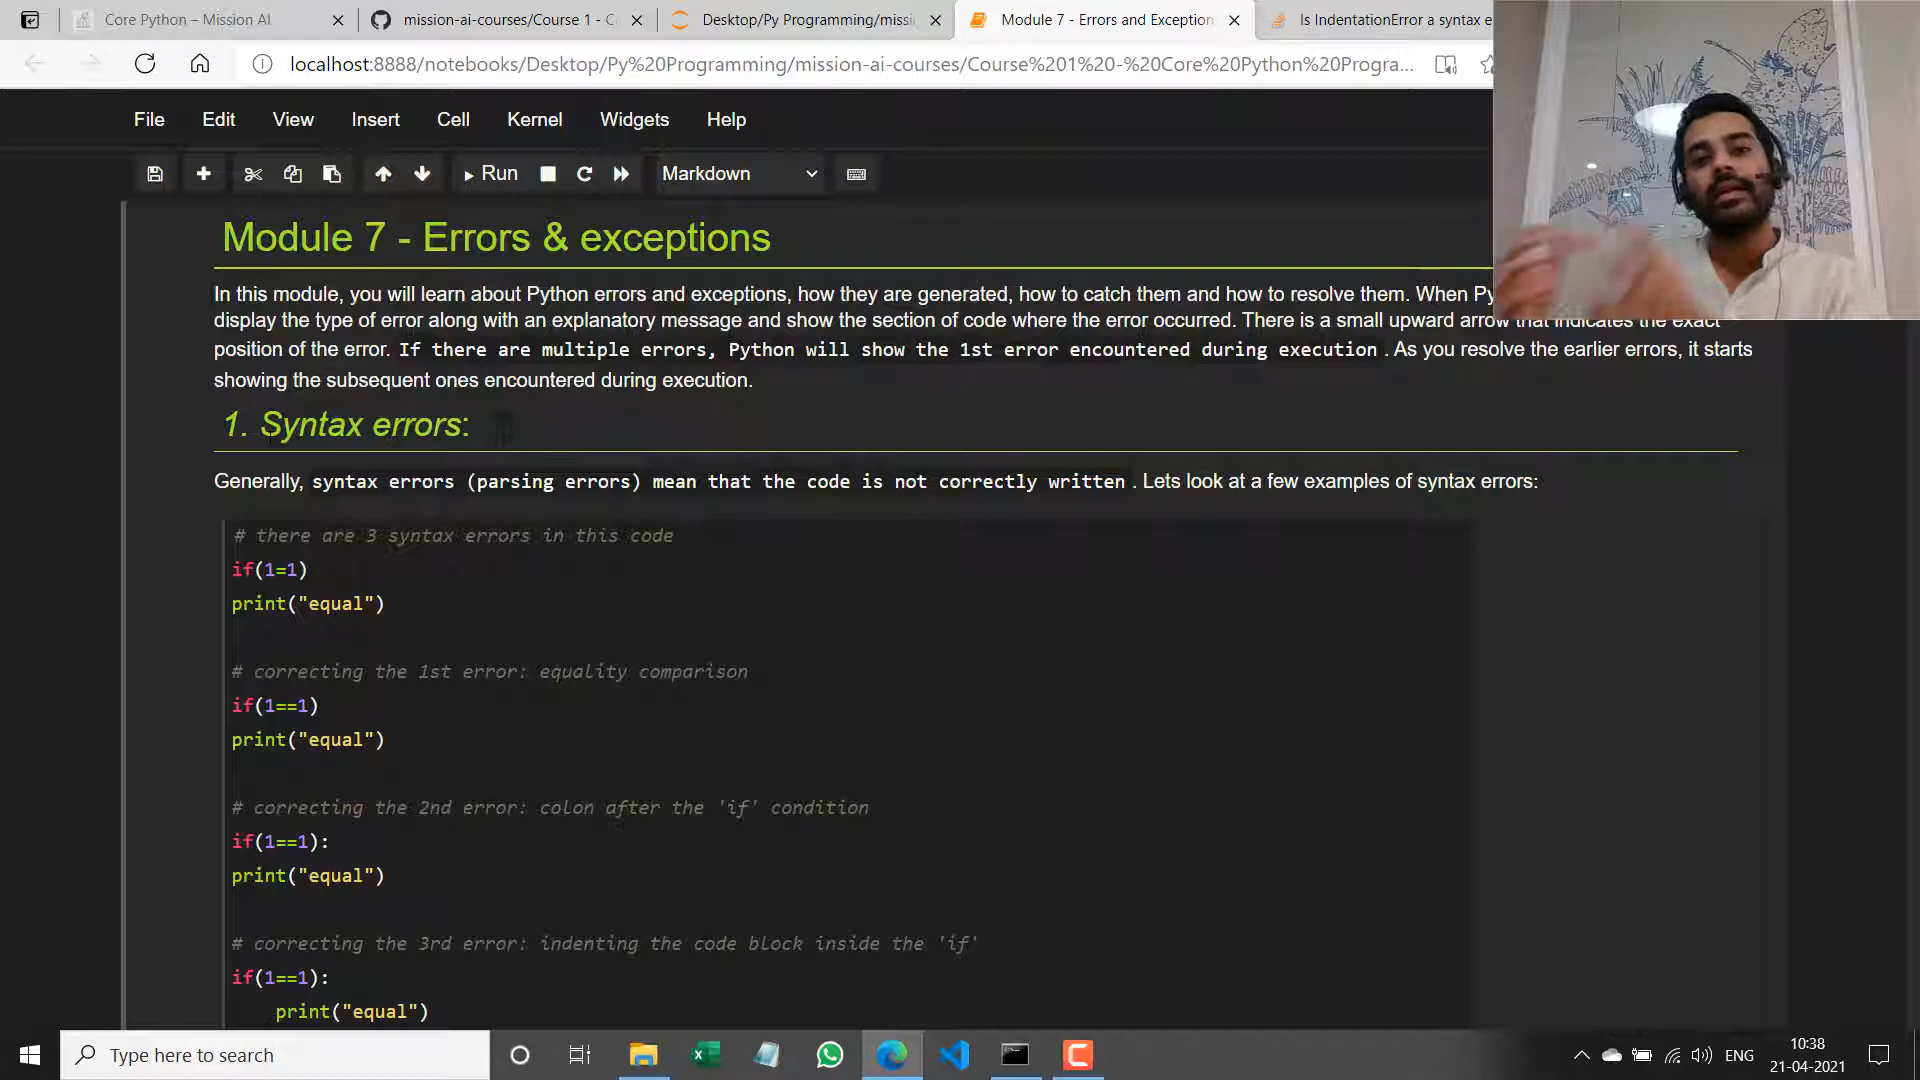 Core Python – Mission AI
mission-ai-courses/Course 1 - C
Desktop/Py Programming/missi
Module 7 - Errors and Exception
Is IndentationError a syntax e
localhost:8888/notebooks/Desktop/Py%20Programming/mission-ai-courses/Course%201%20-%20Core%20Python%20Progra...
File Edit View Insert Cell Kernel Widgets Help
Run Markdown
Module 7 - Errors & exceptions
In this module, you will learn about Python errors and exceptions, how they are generated, how to catch them and how to resolve them. When Py
display the type of error along with an explanatory message and show the section of code where the error occurred. There is a small upward arrow that indicates the exact
position of the error. If there are multiple errors, Python will show the 1st error encountered during execution . As you resolve the earlier errors, it starts
showing the subsequent ones encountered during execution.
1. Syntax errors:
Generally, syntax errors (parsing errors) mean that the code is not correctly written . Lets look at a few examples of syntax errors:
# there are 3 syntax errors in this code
if(1=1)
print("equal")
# correcting the 1st error: equality comparison
if(1==1)
print("equal")
# correcting the 2nd error: colon after the 'if' condition
if(1==1):
print("equal")
# correcting the 3rd error: indenting the code block inside the 'if'
if(1==1):
print("equal")
Type here to search
ENG
10:38
21-04-2021